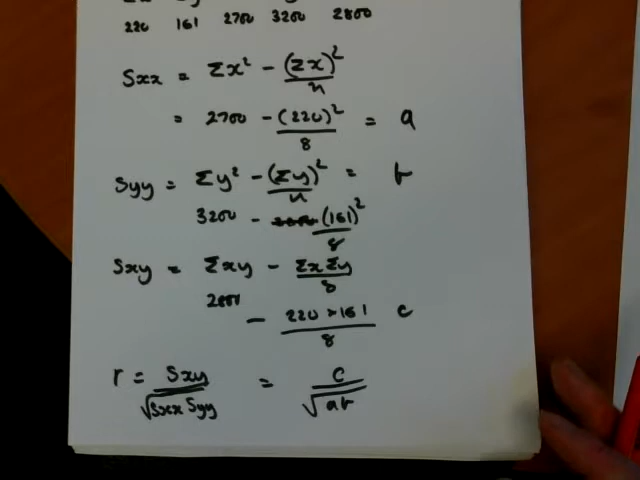 220 161 2700 3200 2800
Sxx = Σx² - (Σx)²/n
= 2700 - (220)²/8 = a
Syy = Σy² - (Σy)²/n = b
3200 - (161)²/8
Sxy = Σxy - ΣxΣy/8
2800
- 220 × 161/8 c
r = Sxy/√Sxx Syy = c/√ab